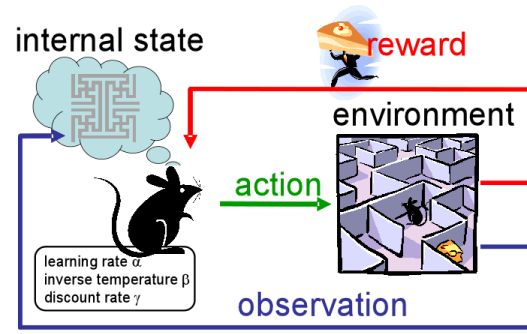 internal state
reward
environment
action
learning rate α
inverse temperature β
discount rate γ
observation